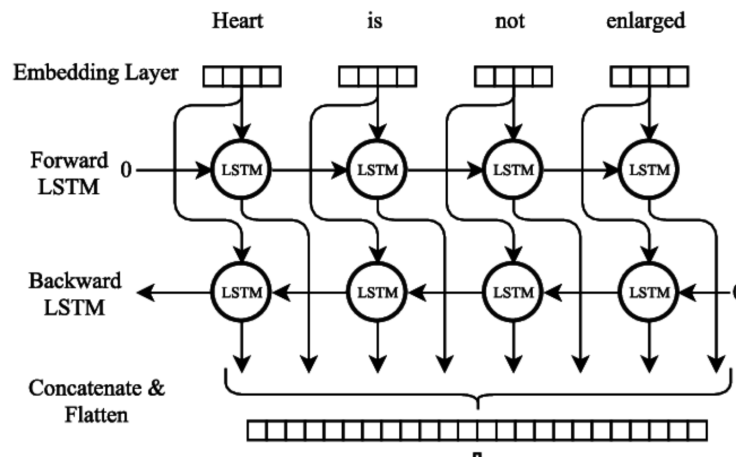 Heart is not enlarged
Embedding Layer
Forward
LSTM
0 LSTM LSTM LSTM LSTM
Backward
LSTM
LSTM LSTM LSTM LSTM
Concatenate &
Flatten